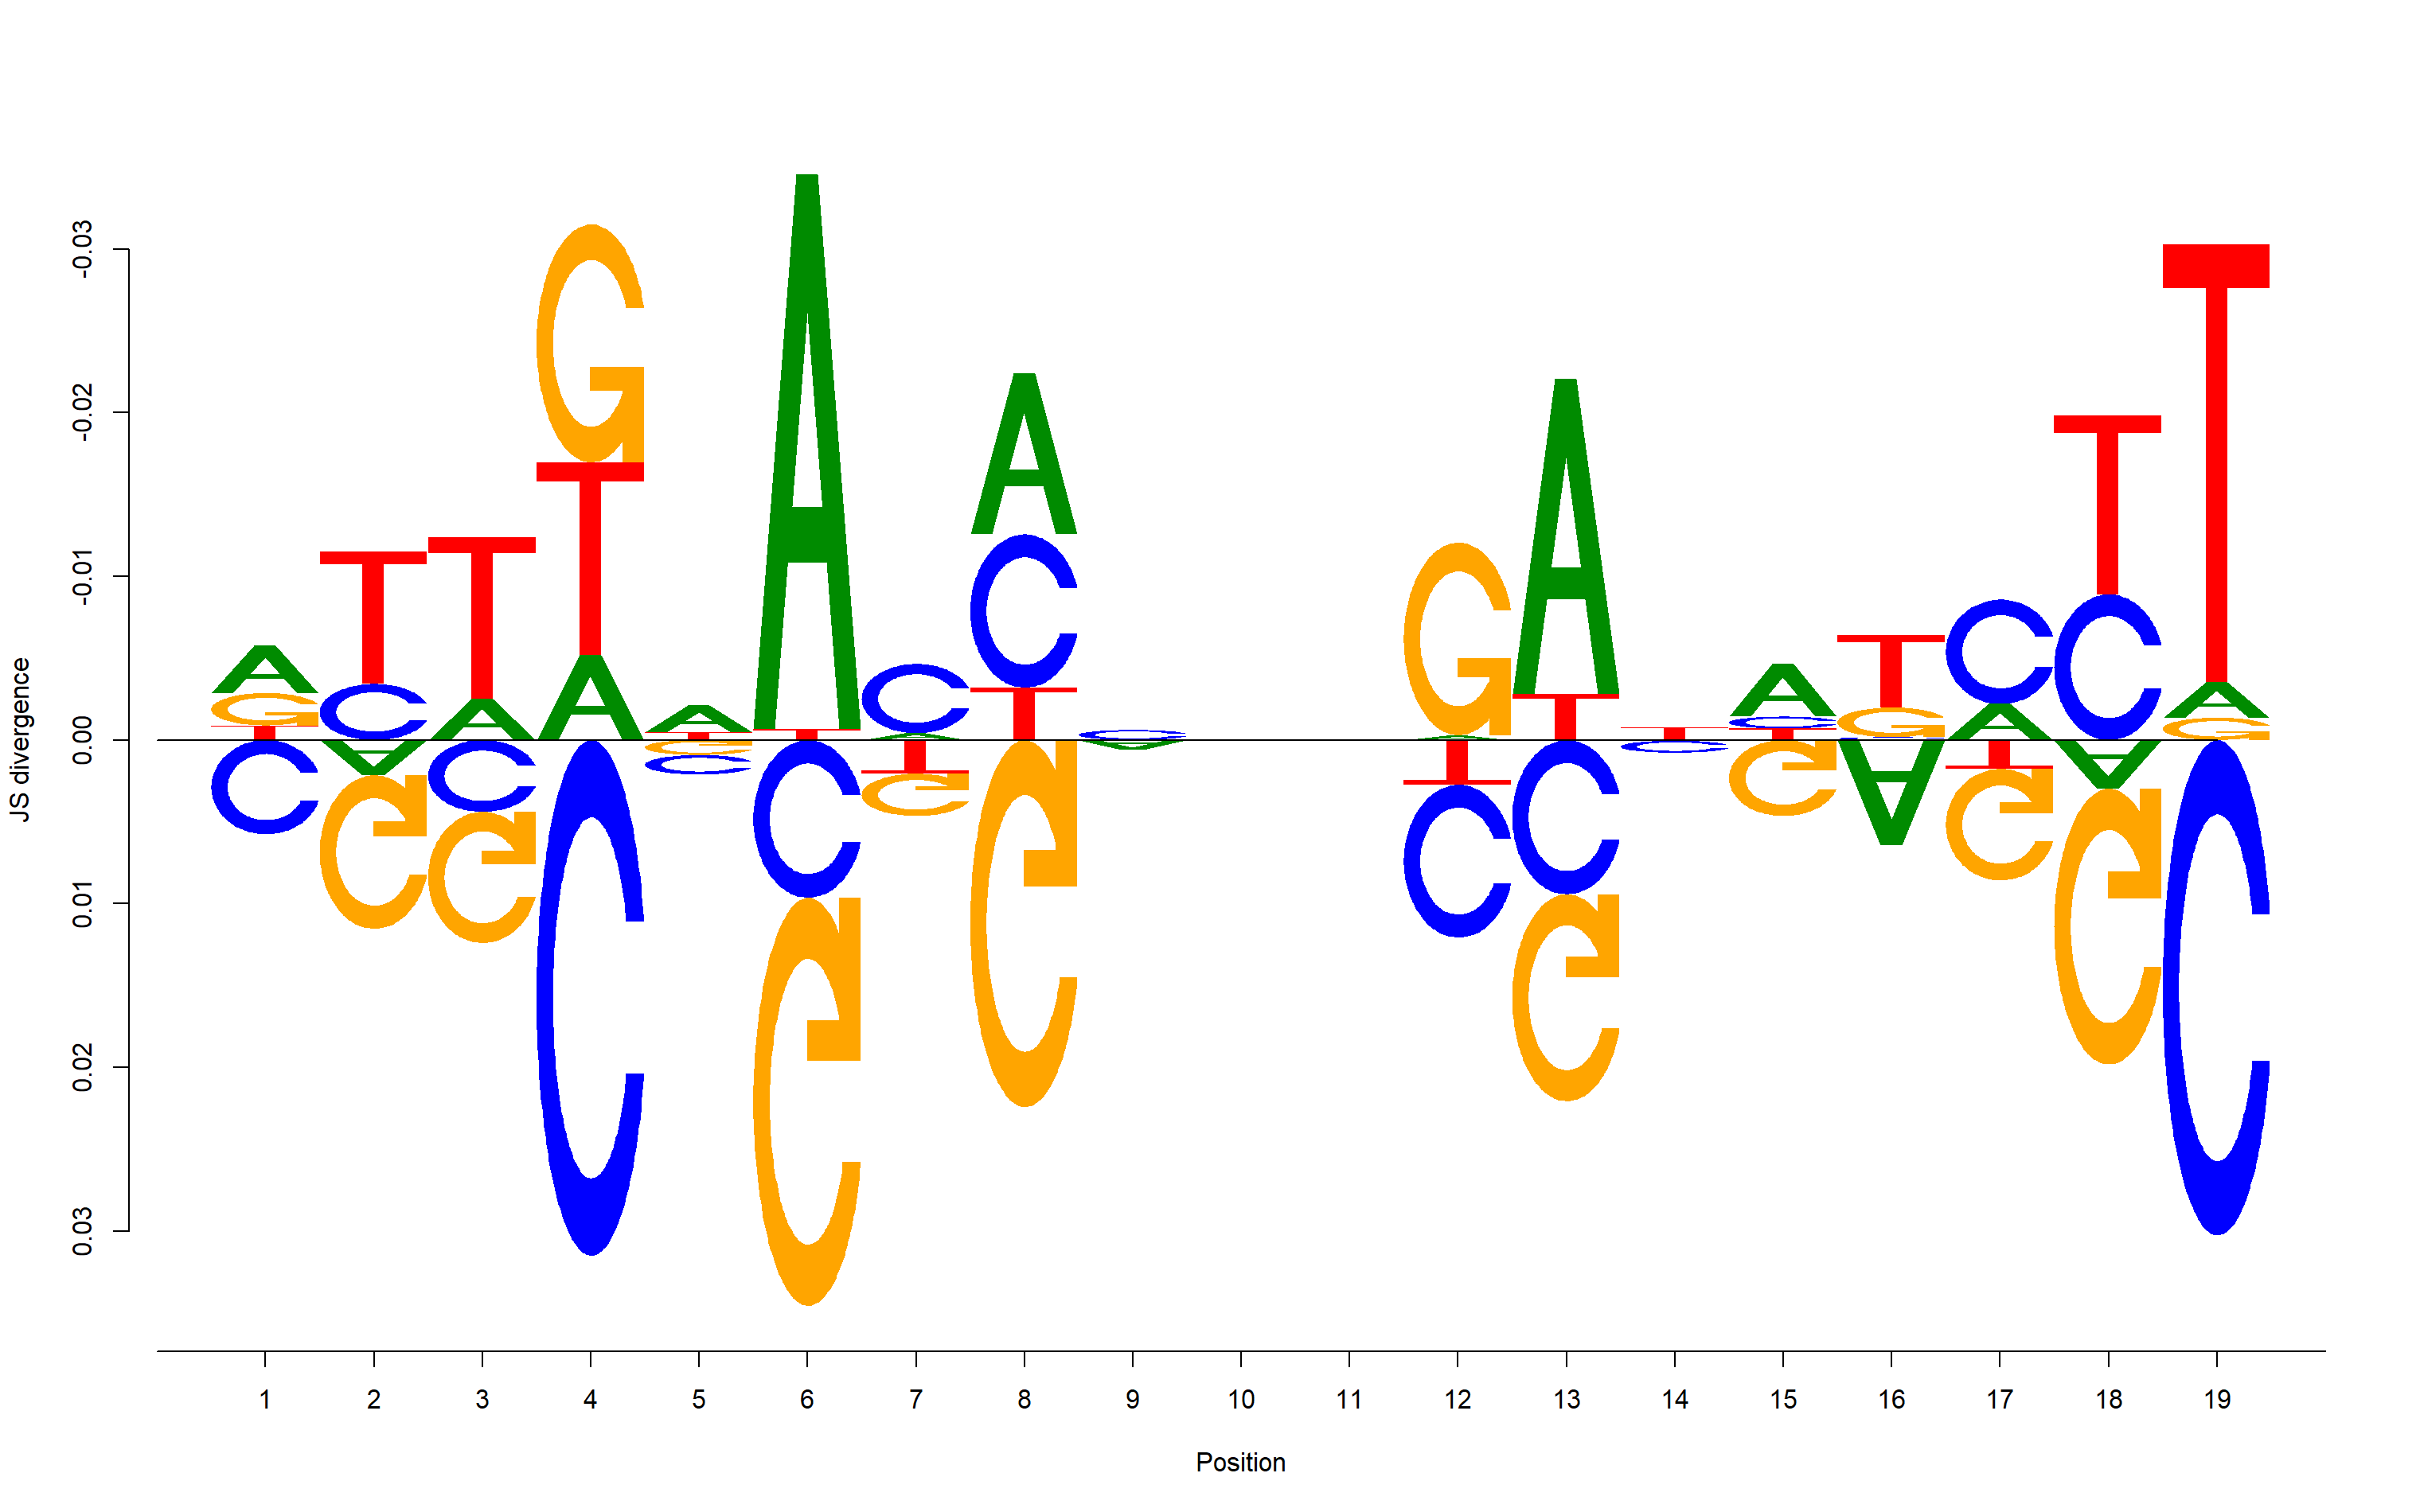 JS divergence
-0.03
-0.02
-0.01
0.00
0.01
0.02
0.03
A G T C
T C A G
T A C G
G T A C
A T G C
A T C G
C A T G
A C T G
C A
G A T C
A T C G
T C
A C T G
T G C A
C A T G
T C A G
T A G C
1 2 3 4 5 6 7 8 9 10 11 12 13 14 15 16 17 18 19
Position